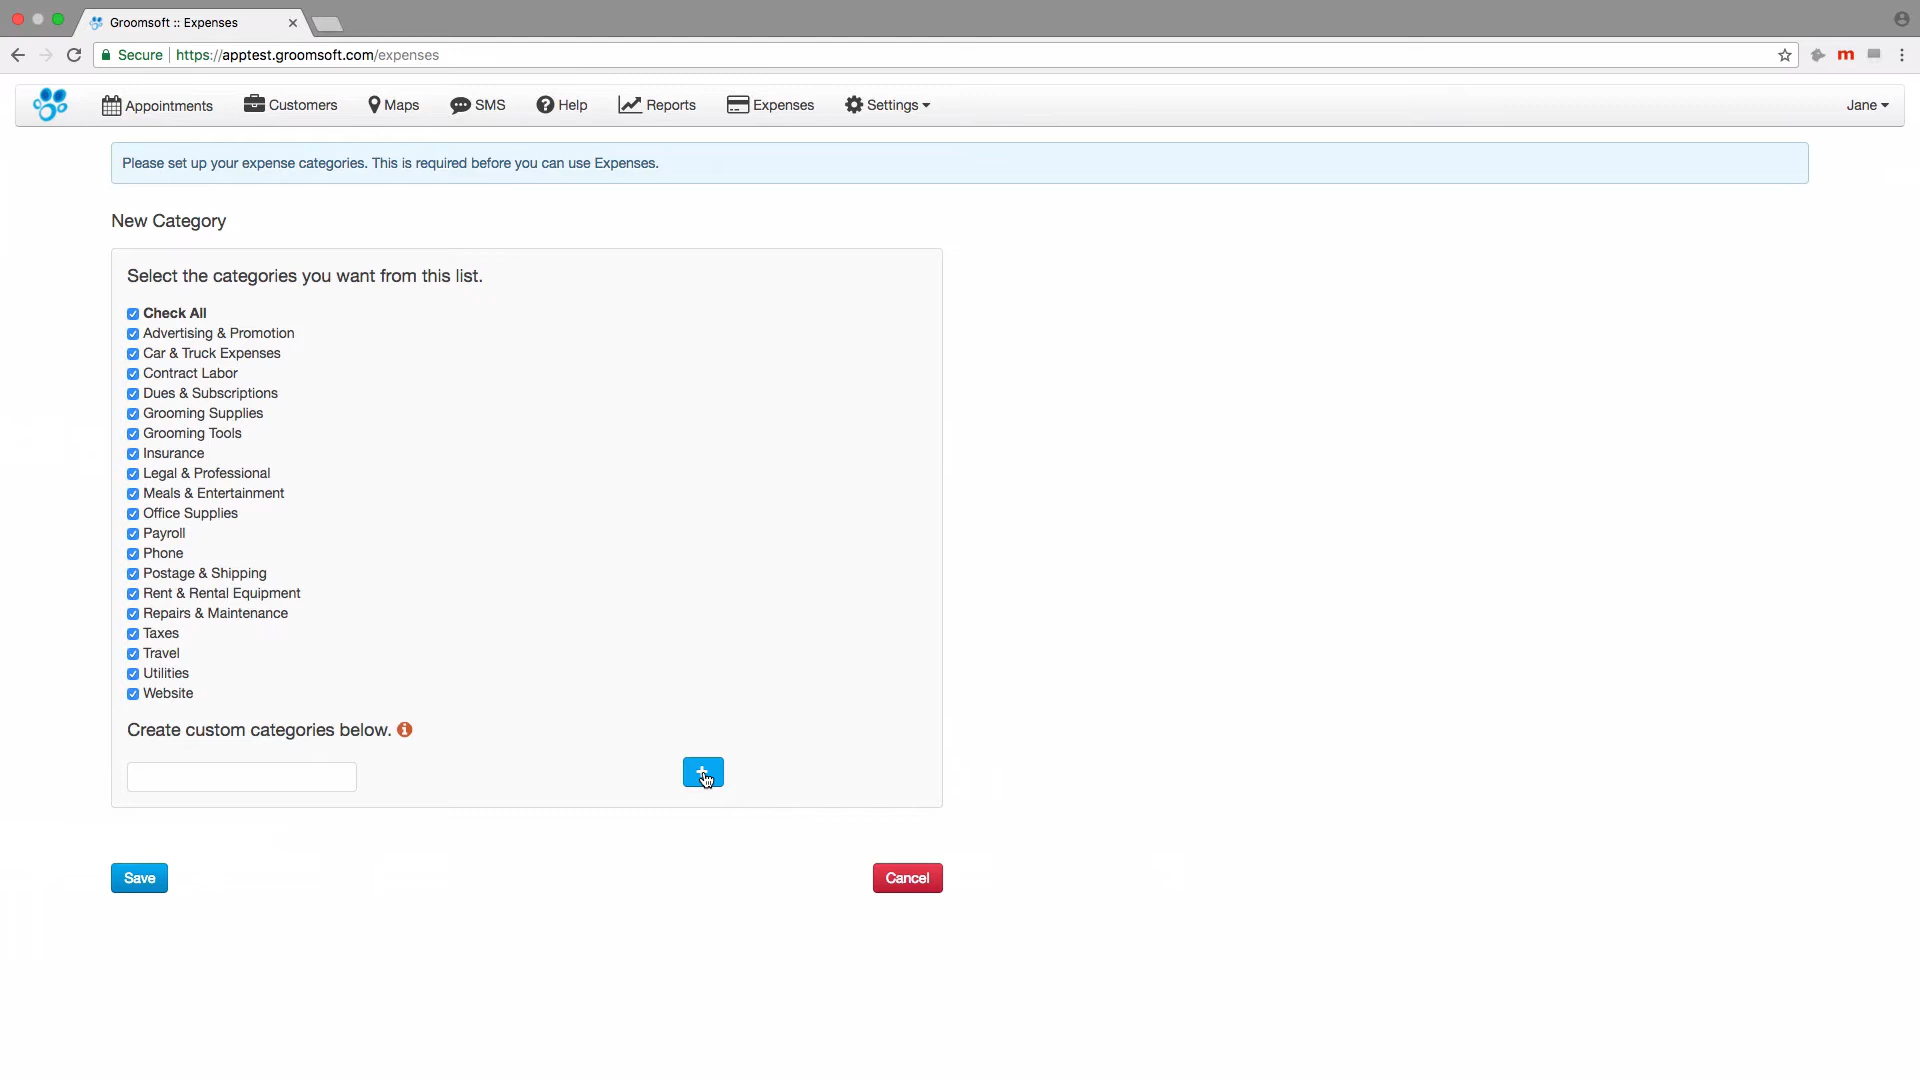 Groomsoft :: Expenses
Secure https://apptest.groomsoft.com/expenses
m
Appointments Customers Maps SMS Help Reports Expenses Settings Jane
Please set up your expense categories. This is required before you can use Expenses.
New Category
Select the categories you want from this list.
Check All
Advertising & Promotion
Car & Truck Expenses
Contract Labor
Dues & Subscriptions
Grooming Supplies
Grooming Tools
Insurance
Legal & Professional
Meals & Entertainment
Office Supplies
Payroll
Phone
Postage & Shipping
Rent & Rental Equipment
Repairs & Maintenance
Taxes
Travel
Utilities
Website
Create custom categories below.
Save Cancel